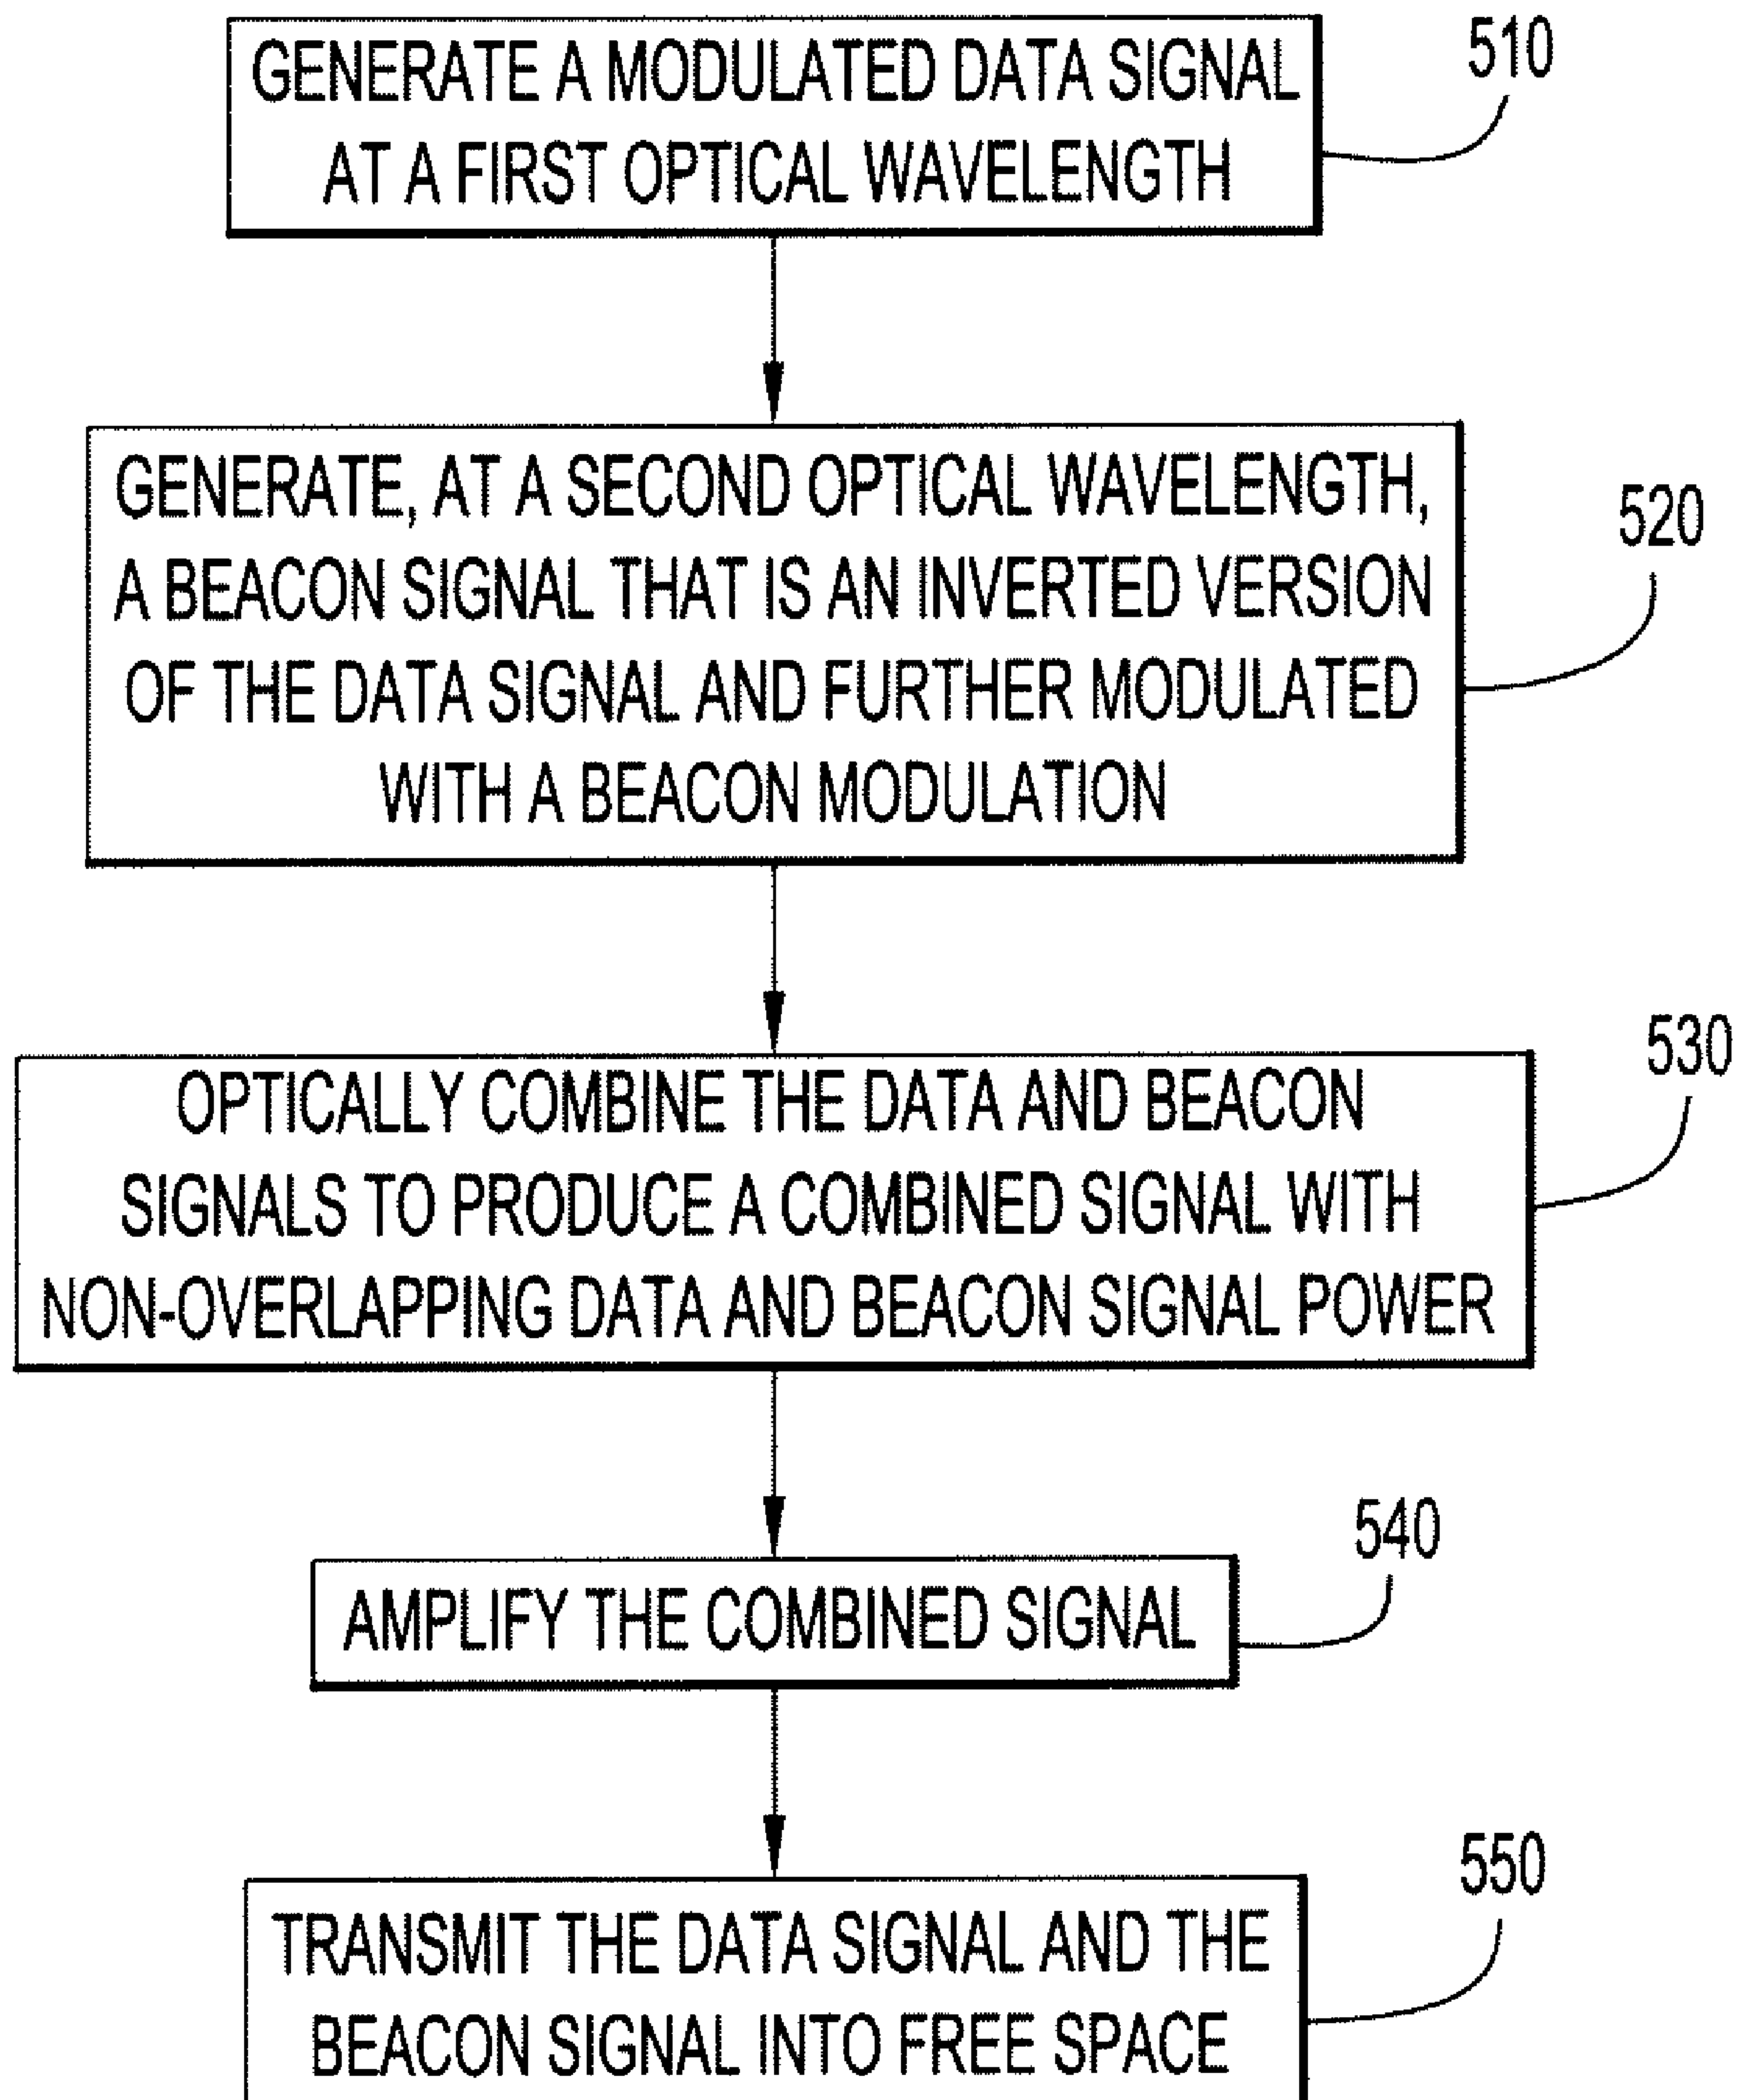 510
GENERATE A MODULATED DATA SIGNAL
AT A FIRST OPTICAL WAVELENGTH
520
GENERATE, AT A SECOND OPTICAL WAVELENGTH,
A BEACON SIGNAL THAT IS AN INVERTED VERSION
OF THE DATA SIGNAL AND FURTHER MODULATED
WITH A BEACON MODULATION
530
OPTICALLY COMBINE THE DATA AND BEACON
SIGNALS TO PRODUCE A COMBINED SIGNAL WITH
NON-OVERLAPPING DATA AND BEACON SIGNAL POWER
540
AMPLIFY THE COMBINED SIGNAL
550
TRANSMIT THE DATA SIGNAL AND THE
BEACON SIGNAL INTO FREE SPACE